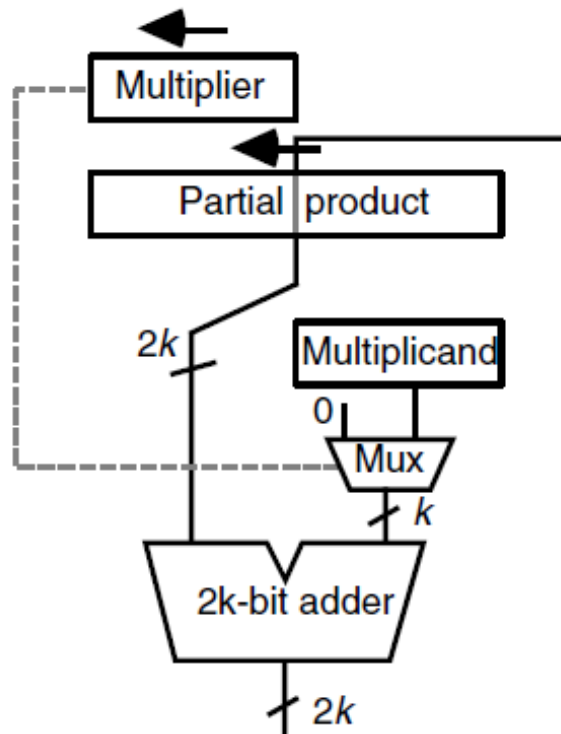 Multiplier
Partial product
2k
Multiplicand
0
Mux
k
2k-bit adder
2k